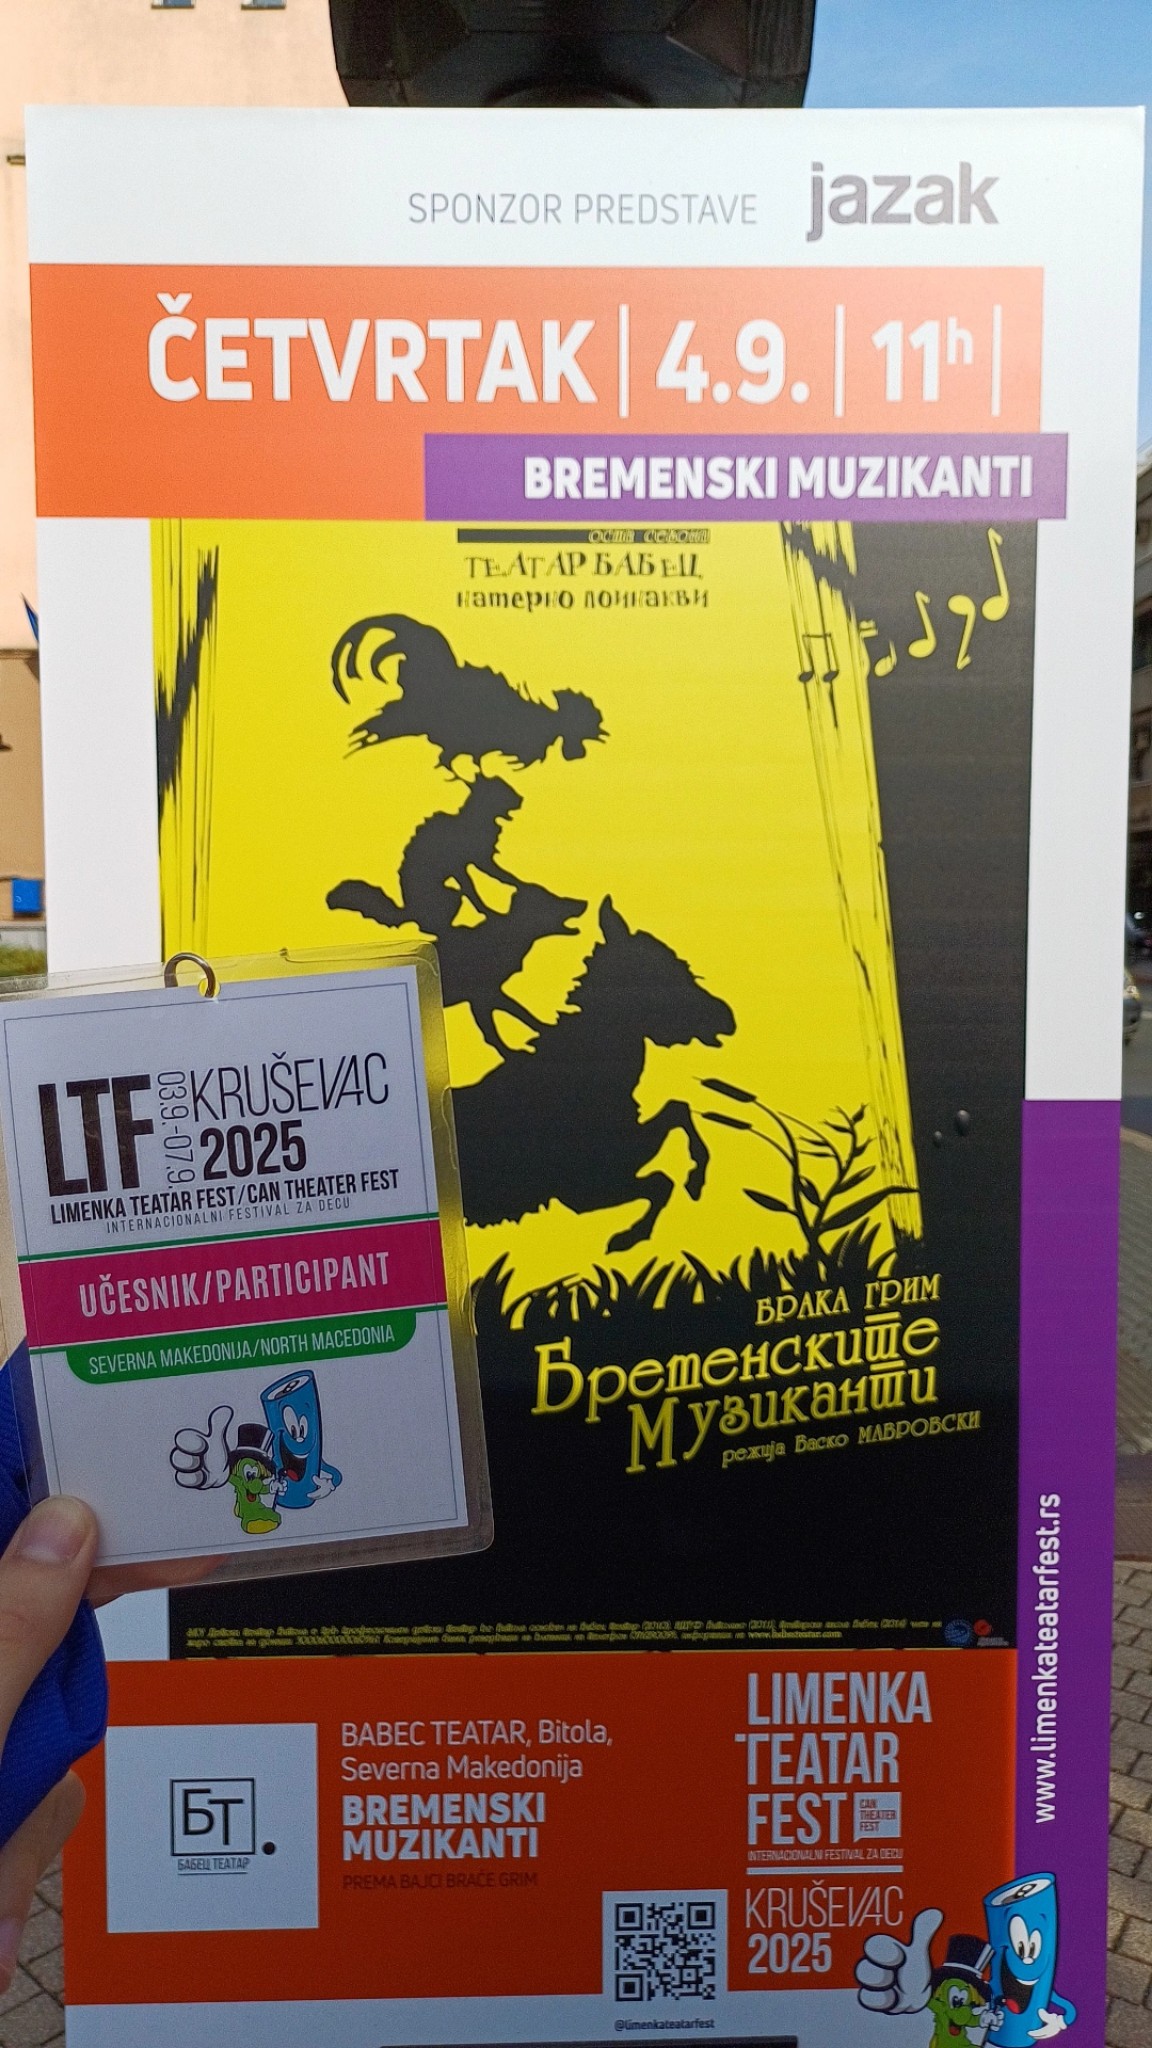 SPONZOR PREDSTAVE jazak
ČETVRTAK | 4.9. | 11h |
BREMENSKI MUZIKANTI
ТЕАТАР БАБЕЦ
БРАЌА ГРИМ
Бременските
Музиканти
режија Васко МАВРОВСКИ
LTF
03.9.-07.9.
KRUŠEVAC
2025
LIMENKA TEATAR FEST/CAN THEATER FEST
INTERNACIONALNI FESTIVAL ZA DECU
UČESNIK/PARTICIPANT
SEVERNA MAKEDONIJA/NORTH MACEDONIA
БТ.
БАБЕЦ ТЕАТАР
BABEC TEATAR, Bitola,
Severna Makedonija
BREMENSKI
MUZIKANTI
PREMA BAJCI BRAĆE GRIM
LIMENKA
TEATAR
FEST
CAN
THEATER
FEST
INTERNACIONALNI FESTIVAL ZA DECU
KRUŠEVAC
2025
@limenkateatarfest
www.limenkateatarfest.rs